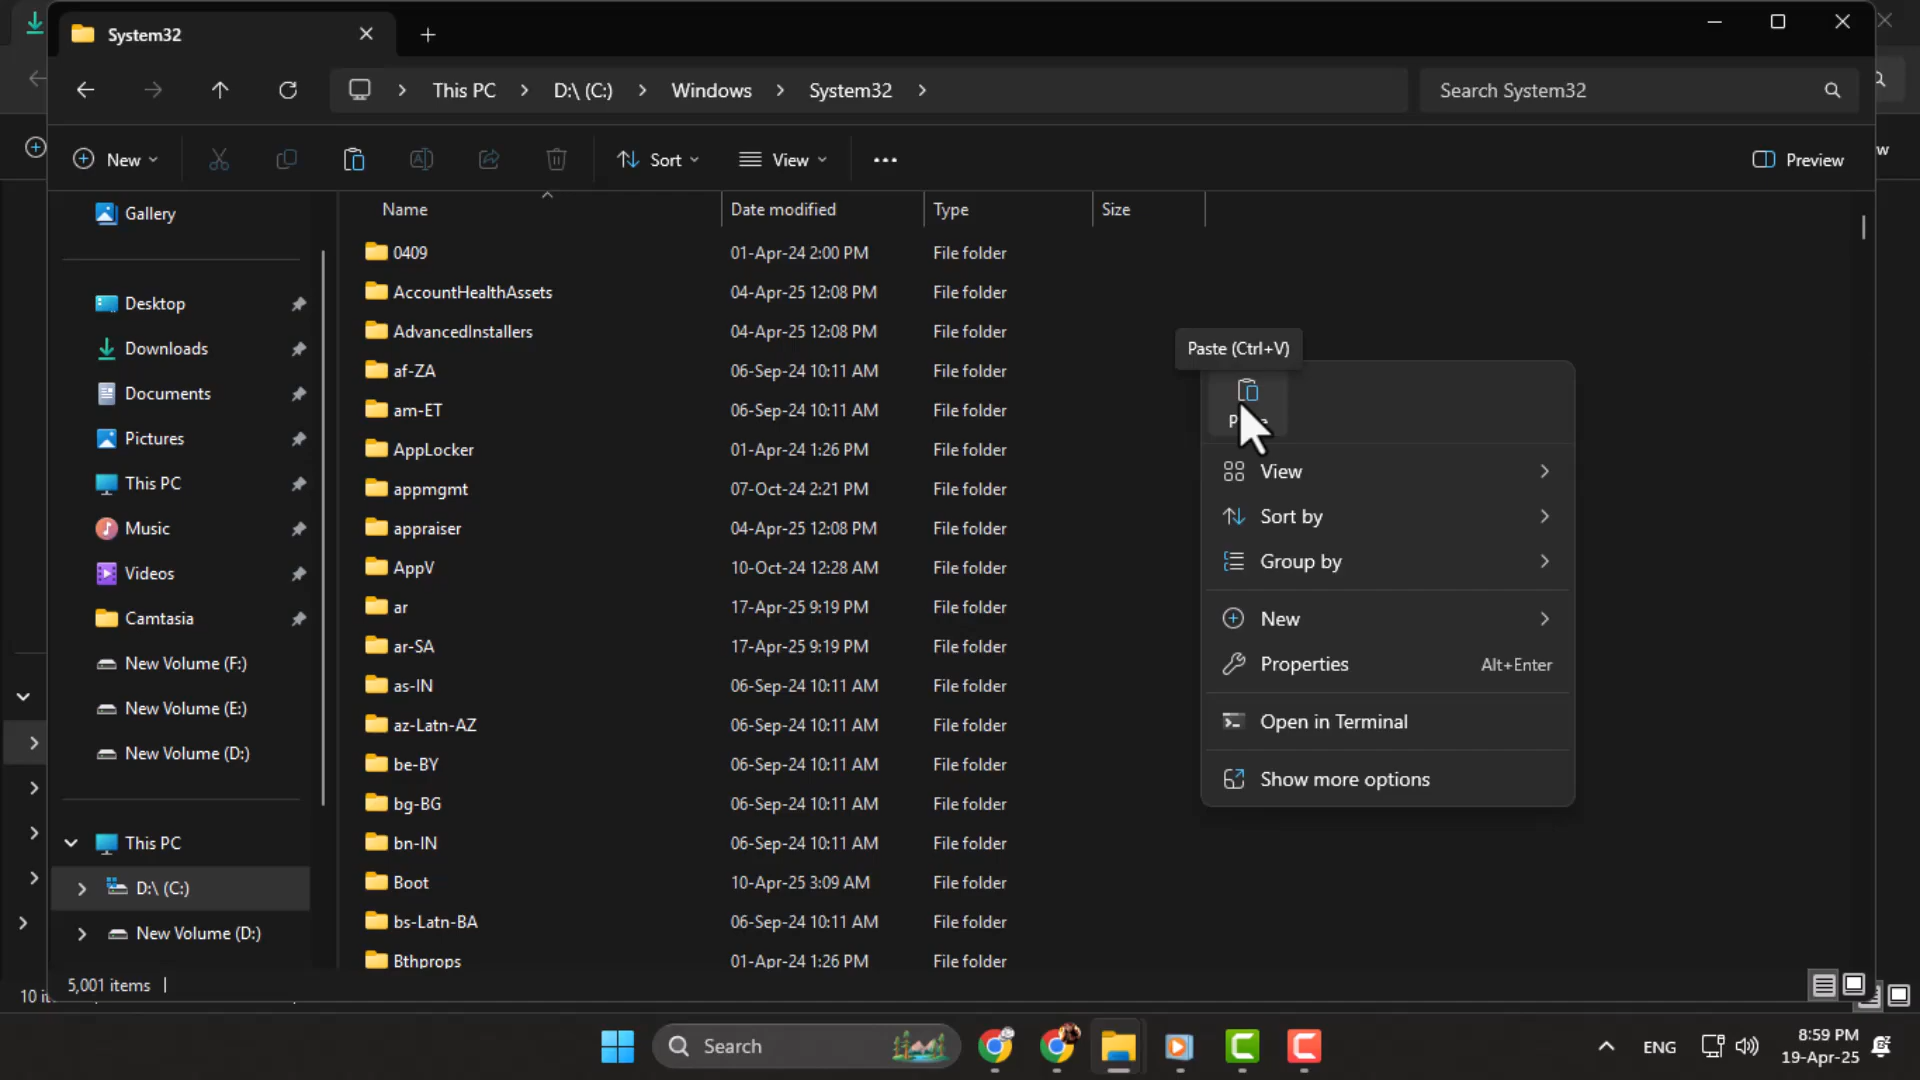 System32
This PC
D:\ (C:)
Windows
System32
Search System32
New
Sort
View
Preview
w
Name
Date modified
Type
Size
Gallery
Desktop
Downloads
Documents
Pictures
This PC
Music
Videos
Camtasia
New Volume (F:)
New Volume (E:)
New Volume (D:)
This PC
D:\ (C:)
New Volume (D:)
0409 01-Apr-24 2:00 PM File folder
AccountHealthAssets 04-Apr-25 12:08 PM File folder
AdvancedInstallers 04-Apr-25 12:08 PM File folder
af-ZA 06-Sep-24 10:11 AM File folder
am-ET 06-Sep-24 10:11 AM File folder
AppLocker 01-Apr-24 1:26 PM File folder
appmgmt 07-Oct-24 2:21 PM File folder
appraiser 04-Apr-25 12:08 PM File folder
AppV 10-Oct-24 12:28 AM File folder
ar 17-Apr-25 9:19 PM File folder
ar-SA 17-Apr-25 9:19 PM File folder
as-IN 06-Sep-24 10:11 AM File folder
az-Latn-AZ 06-Sep-24 10:11 AM File folder
be-BY 06-Sep-24 10:11 AM File folder
bg-BG 06-Sep-24 10:11 AM File folder
bn-IN 06-Sep-24 10:11 AM File folder
Boot 10-Apr-25 3:09 AM File folder
bs-Latn-BA 06-Sep-24 10:11 AM File folder
Bthprops 01-Apr-24 1:26 PM File folder
Paste (Ctrl+V)
View
Sort by
Group by
New
Properties Alt+Enter
Open in Terminal
Show more options
5,001 items
10
Search
ENG
8:59 PM
19-Apr-25